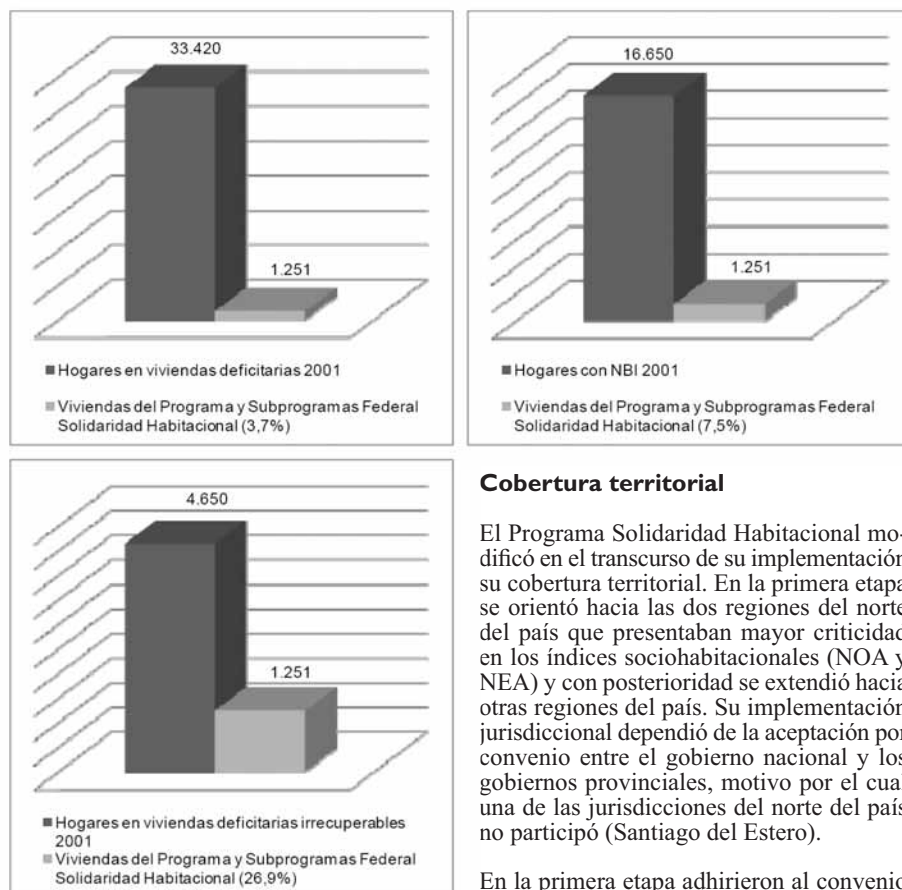 33.420
1.251
Hogares en viviendas deficitarias 2001
Viviendas del Programa y Subprogramas Federal
Solidaridad Habitacional (3,7%)
16.650
1.251
Hogares con NBI 2001
Viviendas del Programa y Subprogramas Federal
Solidaridad Habitacional (7,5%)
4.650
1.251
Hogares en viviendas deficitarias irrecuperables
2001
Viviendas del Programa y Subprogramas Federal
Solidaridad Habitacional (26,9%)
Cobertura territorial
El Programa Solidaridad Habitacional mo-
dificó en el transcurso de su implementación
su cobertura territorial. En la primera etapa
se orientó hacia las dos regiones del norte
del país que presentaban mayor criticidad
en los índices sociohabitacionales (NOA y
NEA) y con posterioridad se extendió hacia
otras regiones del país. Su implementación
jurisdiccional dependió de la aceptación por
convenio entre el gobierno nacional y los
gobiernos provinciales, motivo por el cual
una de las jurisdicciones del norte del país
no participó (Santiago del Estero).
En la primera etapa adhirieron al convenio